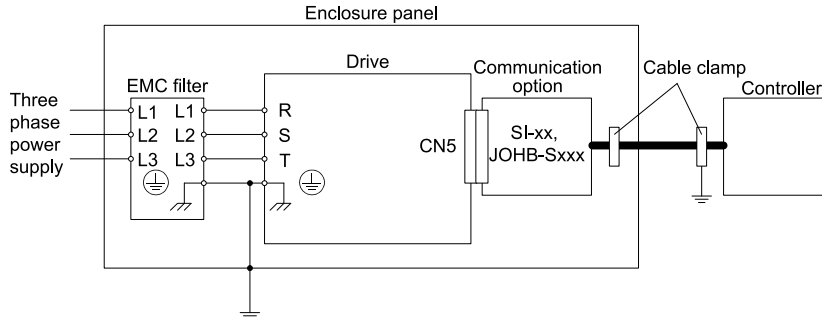 Enclosure panel
Drive
Communication
option
Cable clamp
EMC filter
Controller
Three
phase
power
supply
L1 L1
L2 L2
L3 L3
R
S
T
CN5
SI-xx,
JOHB-Sxxx